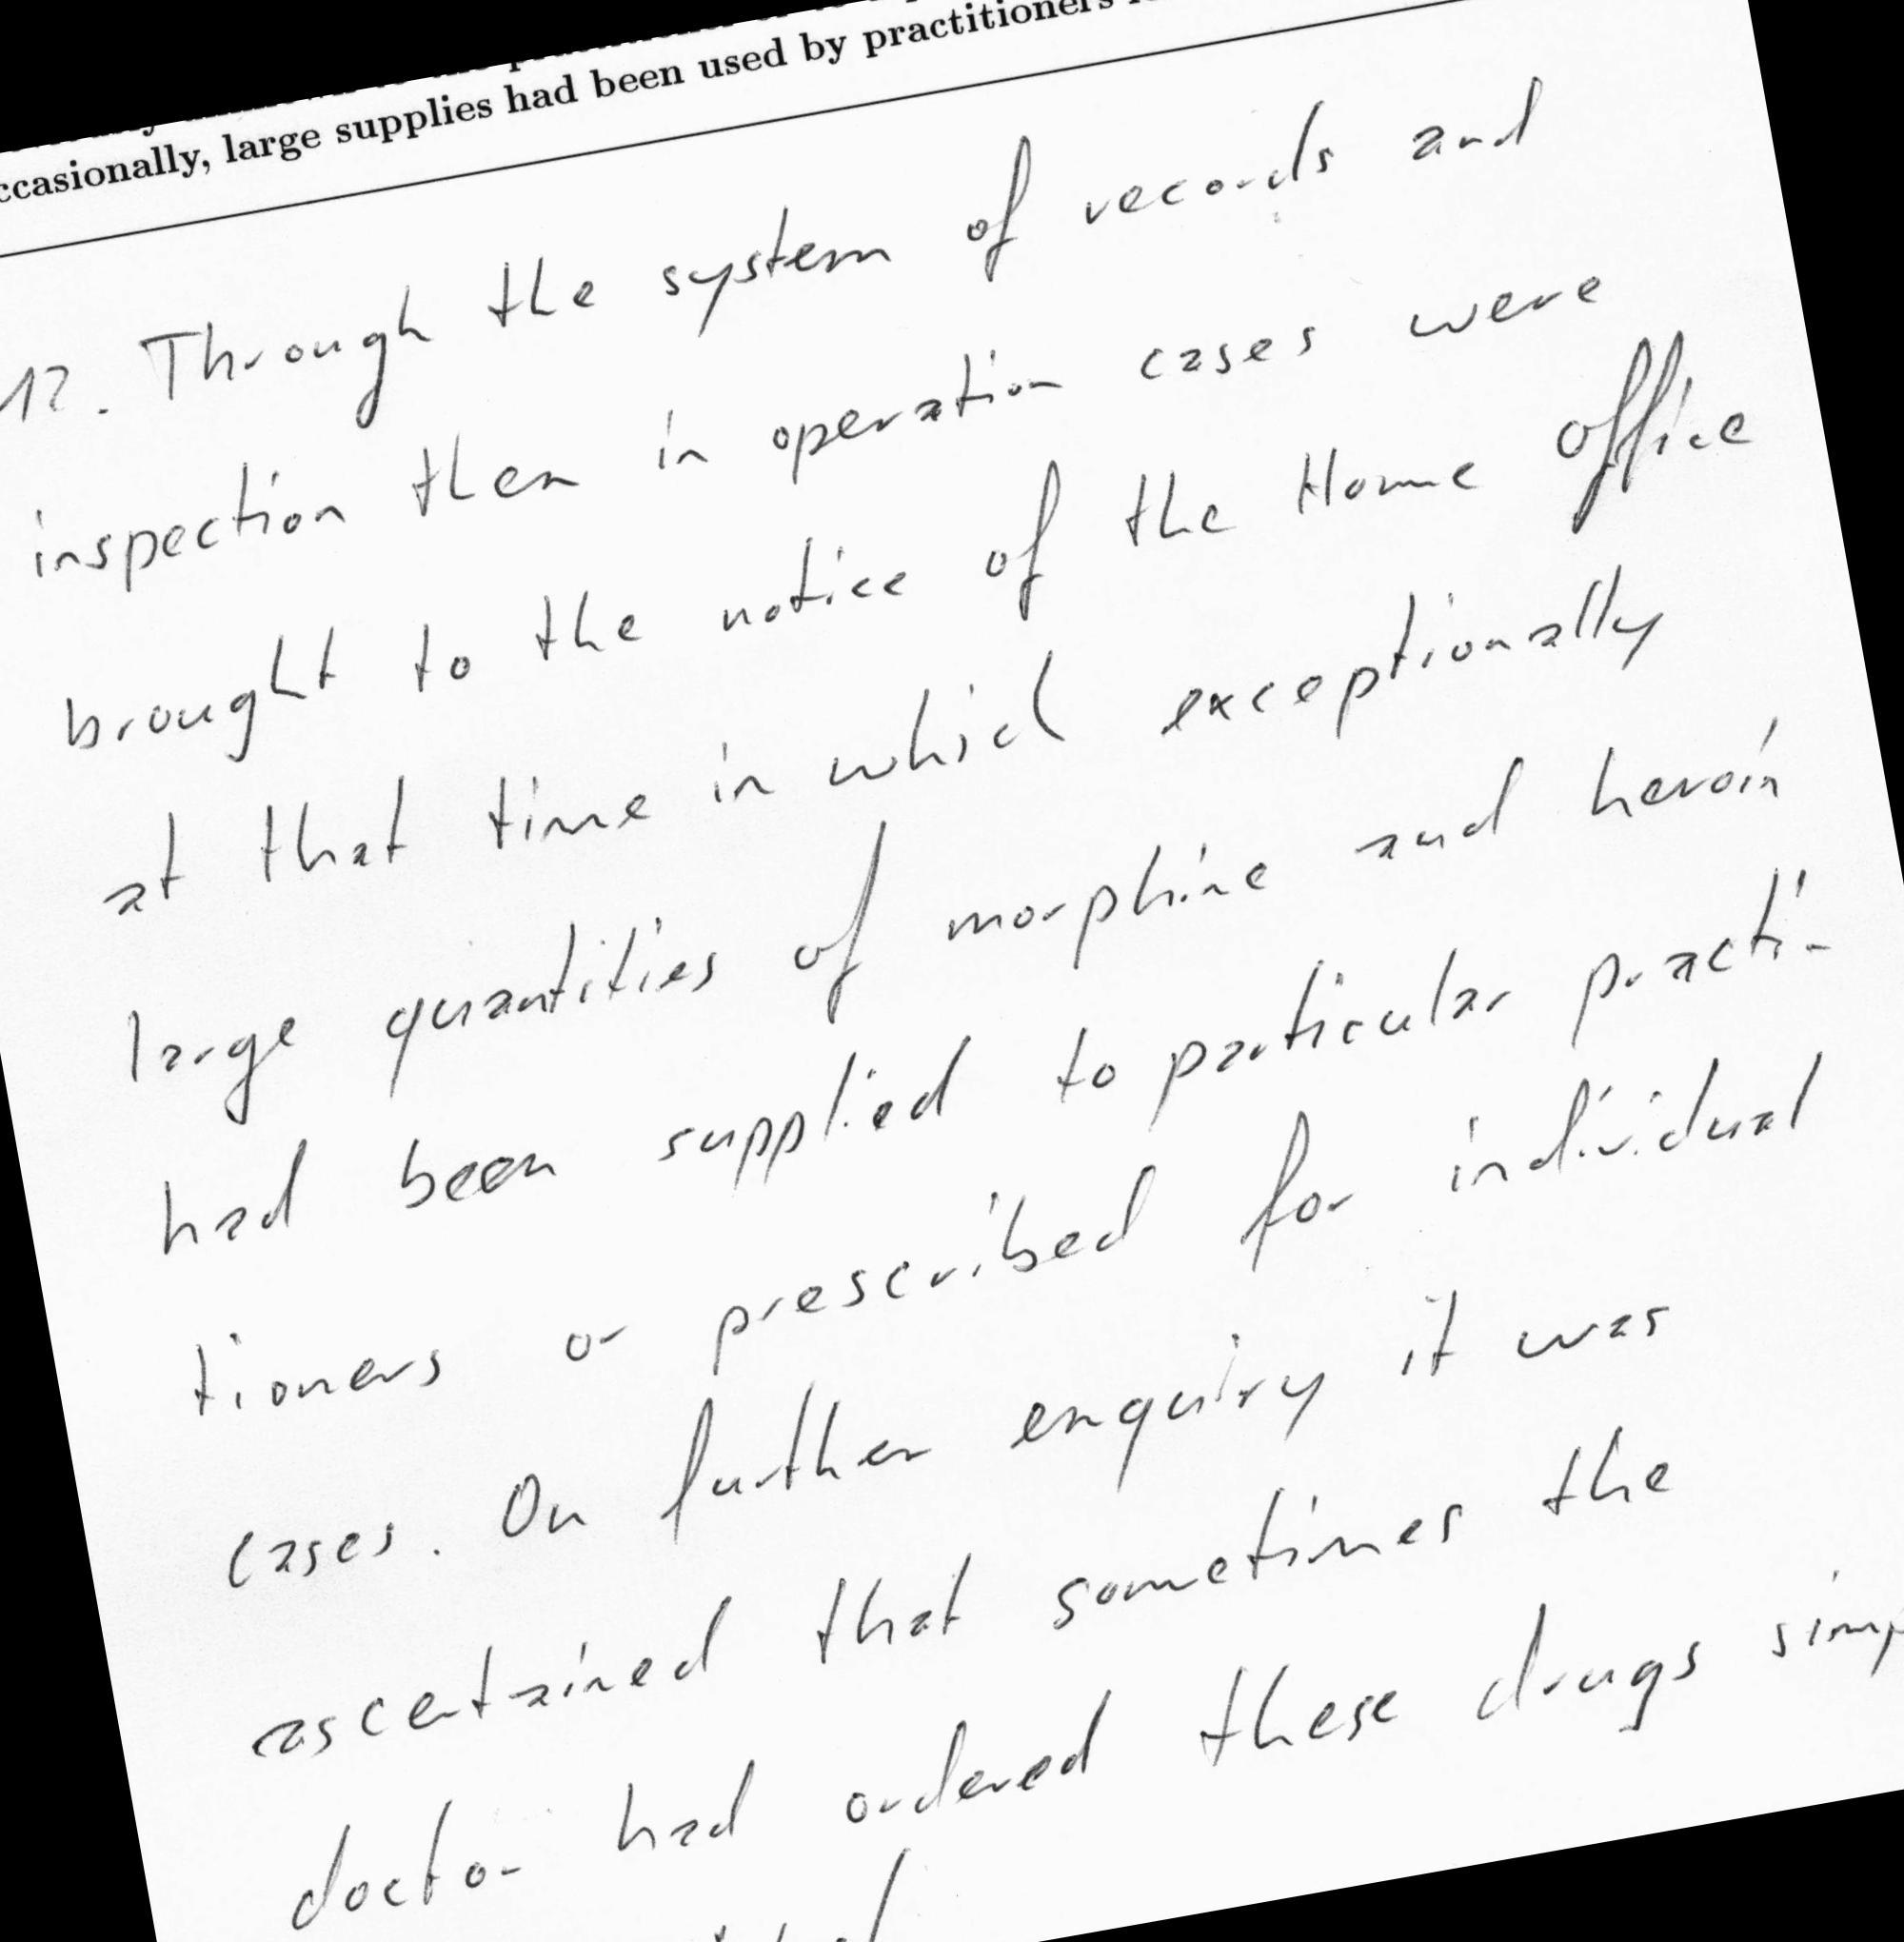 ccasionally, large supplies had been used by practitioners
12. Through the system of records and
inspection then in operation cases were
brought to the notice of the Home Office
at that time in which exceptionally
large quantities of morphine and heroin
had been supplied to particular practi-
tioners or prescribed for individual
cases. On further enquiry it was
ascertained that sometimes the
doctor had ordered these drugs simp